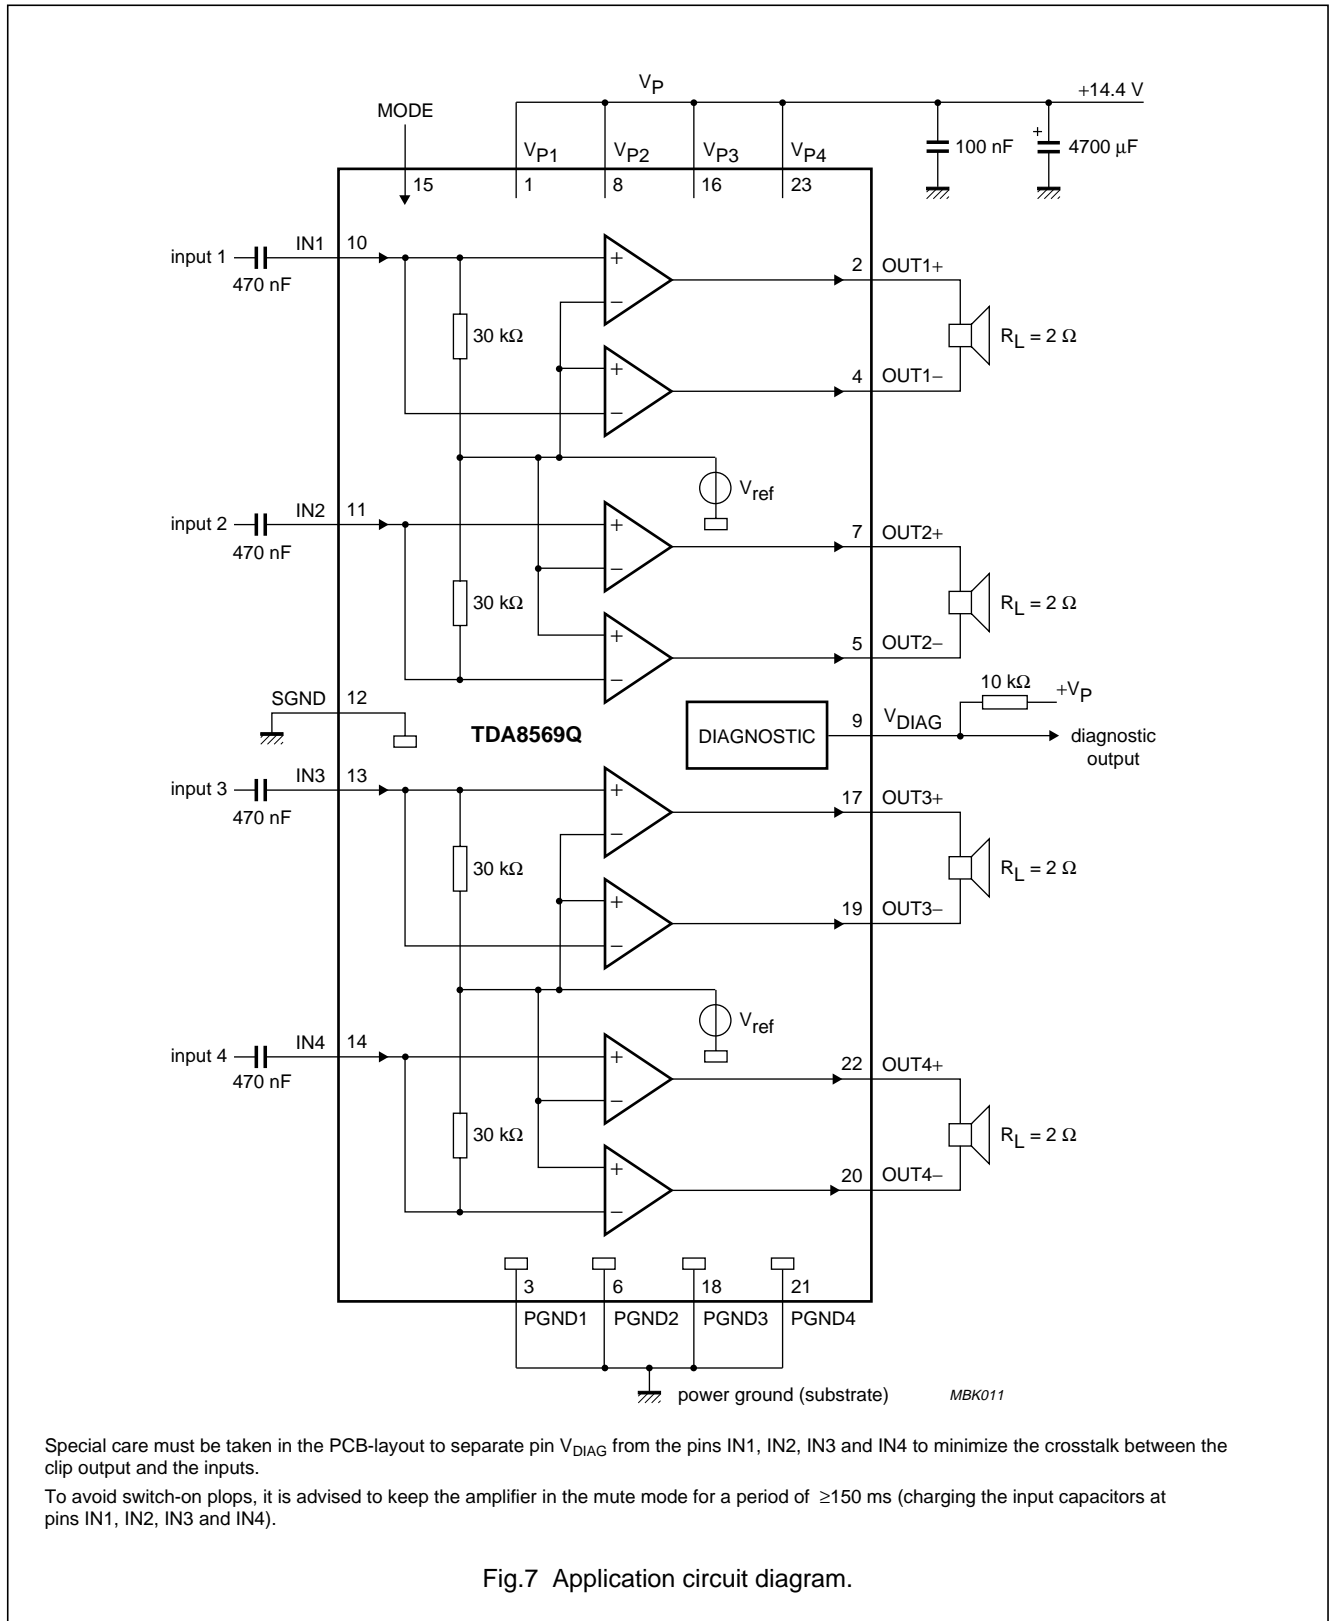 VP
+14.4 V
MODE
100 nF
+
4700 µF
VP1
VP2
VP3
VP4
15
1
8
16
23
input 1
470 nF
IN1
10
30 kΩ
+
−
+
−
2
OUT1+
4
OUT1−
RL = 2 Ω
Vref
input 2
470 nF
IN2
11
30 kΩ
+
−
+
−
7
OUT2+
5
OUT2−
RL = 2 Ω
SGND
12
TDA8569Q
DIAGNOSTIC
9
VDIAG
10 kΩ
+VP
diagnostic
output
input 3
470 nF
IN3
13
30 kΩ
+
−
+
−
17
OUT3+
19
OUT3−
RL = 2 Ω
Vref
input 4
470 nF
IN4
14
30 kΩ
+
−
+
−
22
OUT4+
20
OUT4−
RL = 2 Ω
3
6
18
21
PGND1
PGND2
PGND3
PGND4
power ground (substrate)
MBK011
Special care must be taken in the PCB-layout to separate pin VDIAG from the pins IN1, IN2, IN3 and IN4 to minimize the crosstalk between the
clip output and the inputs.
To avoid switch-on plops, it is advised to keep the amplifier in the mute mode for a period of ≥150 ms (charging the input capacitors at
pins IN1, IN2, IN3 and IN4).
Fig.7 Application circuit diagram.